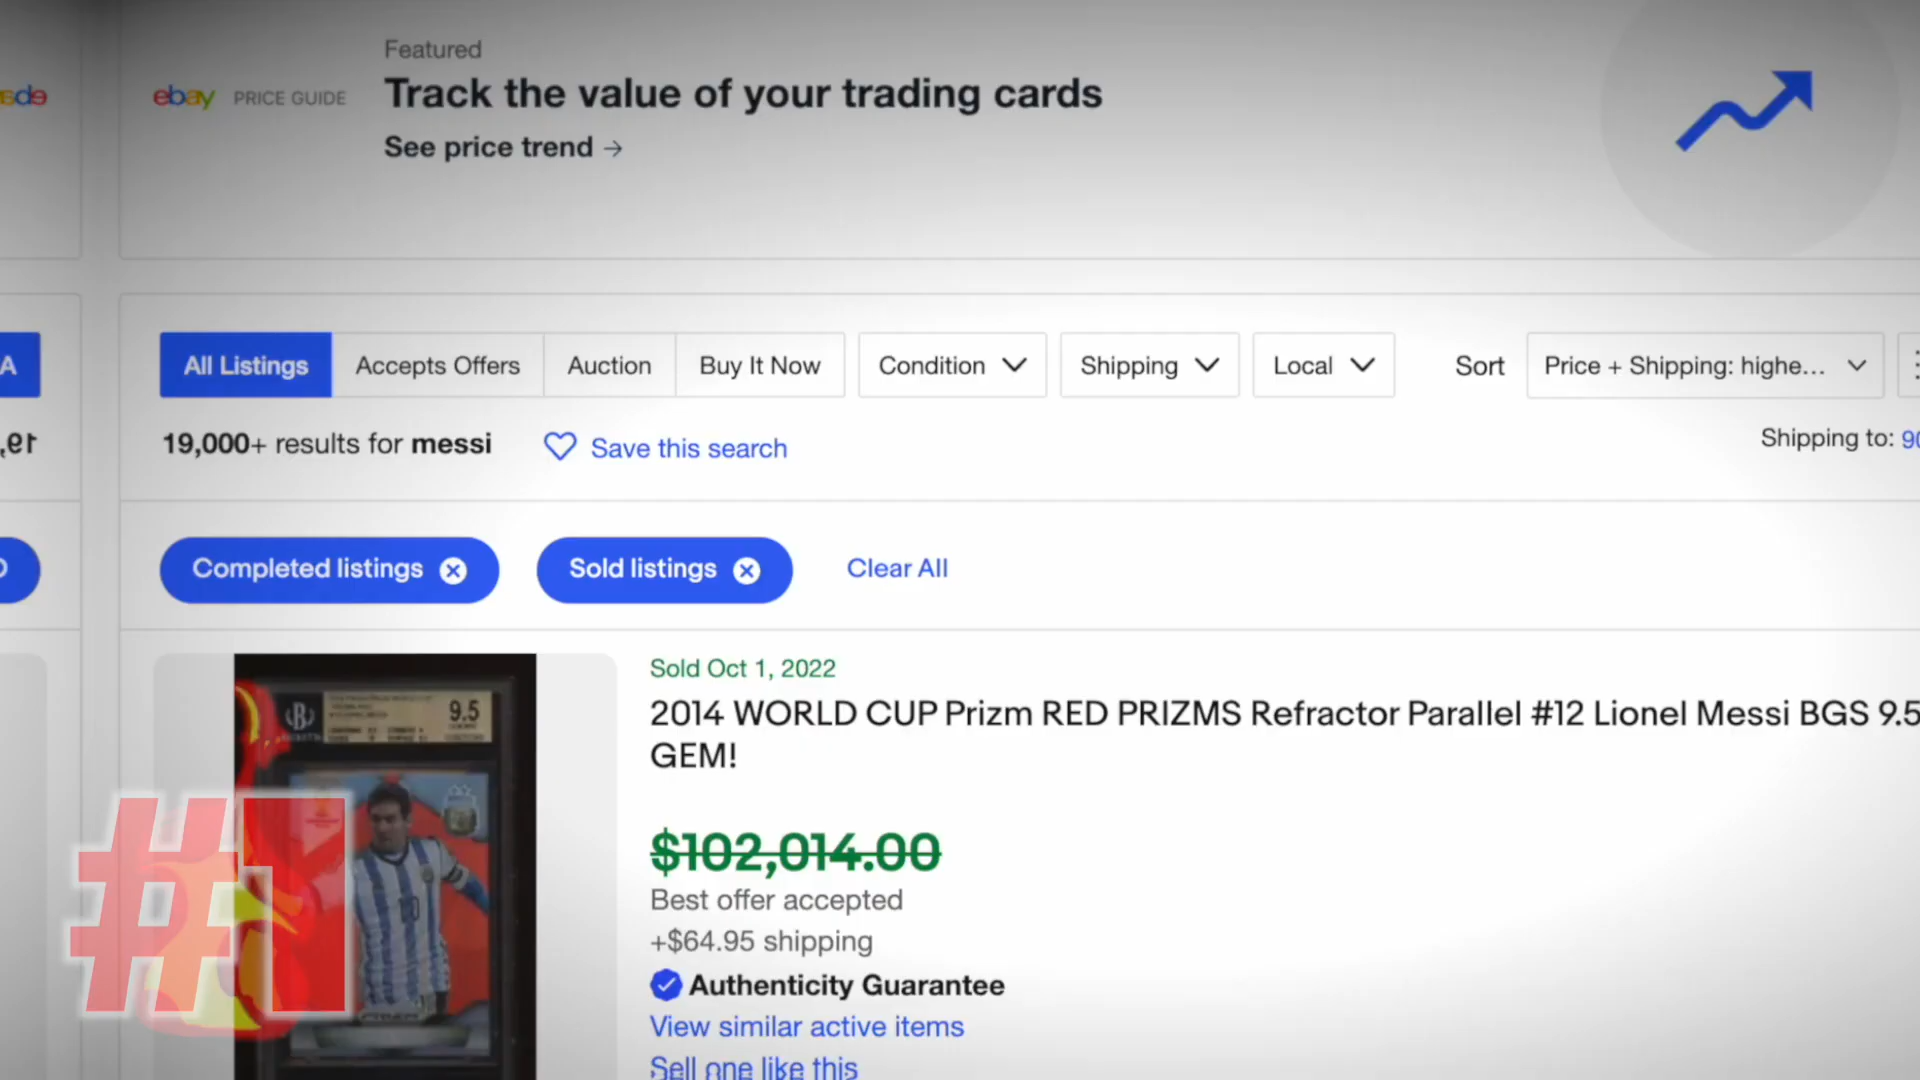 Featured
ebay PRICE GUIDE
Track the value of your trading cards
See price trend →
All Listings
Accepts Offers
Auction
Buy It Now
Condition
Shipping
Local
Sort
Price + Shipping: highe...
19,000+ results for messi
Save this search
Shipping to:
Completed listings
Sold listings
Clear All
Sold Oct 1, 2022
2014 WORLD CUP Prizm RED PRIZMS Refractor Parallel #12 Lionel Messi BGS 9.5
GEM!
9.5
$102,014.00
Best offer accepted
+$64.95 shipping
Authenticity Guarantee
View similar active items
Sell one like this
#1
10